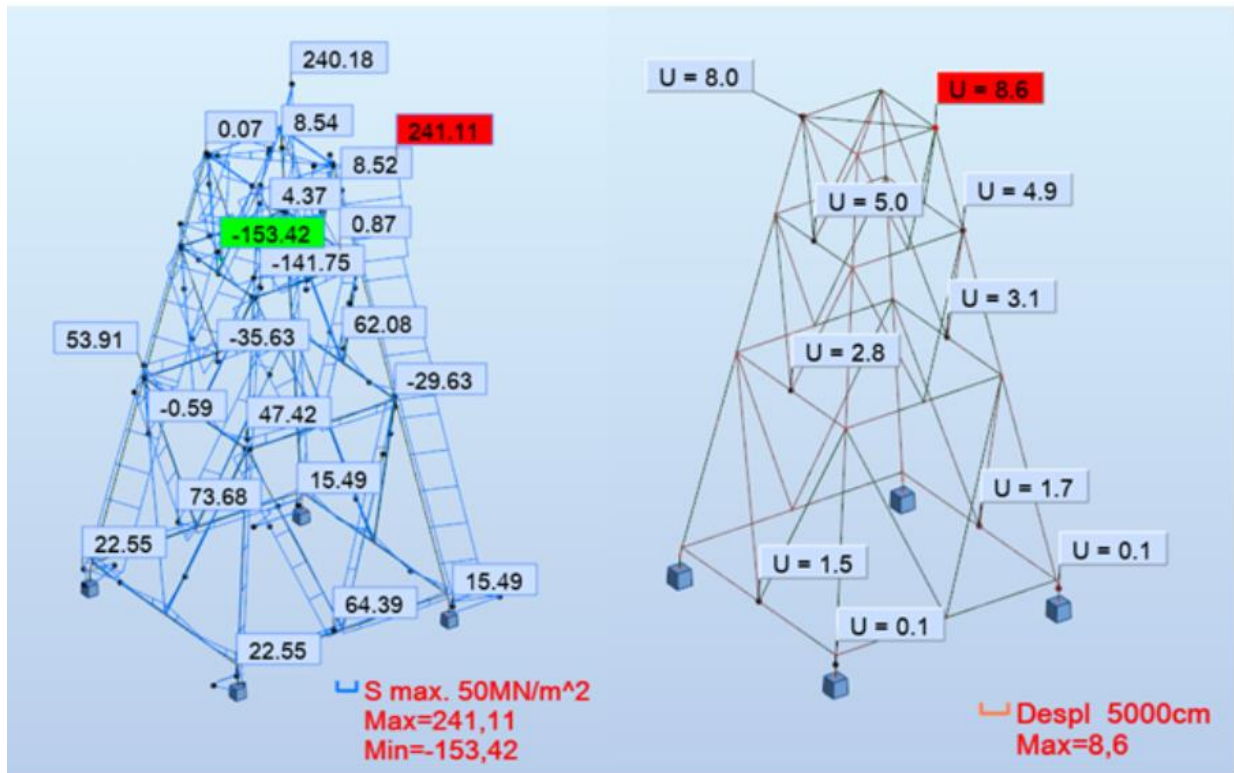 240.18
8.54
0.07
241.11
8.52
4.37
0.87
-153.42
-141.75
53.91
-35.63
62.08
-29.63
-0.59
47.42
73.68
15.49
22.55
64.39
15.49
22.55
S max. 50MN/m^2
Max=241,11
Min=-153,42
U = 8.0
U = 8.6
U = 5.0
U = 4.9
U = 3.1
U = 2.8
U = 1.7
U = 1.5
U = 0.1
U = 0.1
Despl 5000cm
Max=8,6